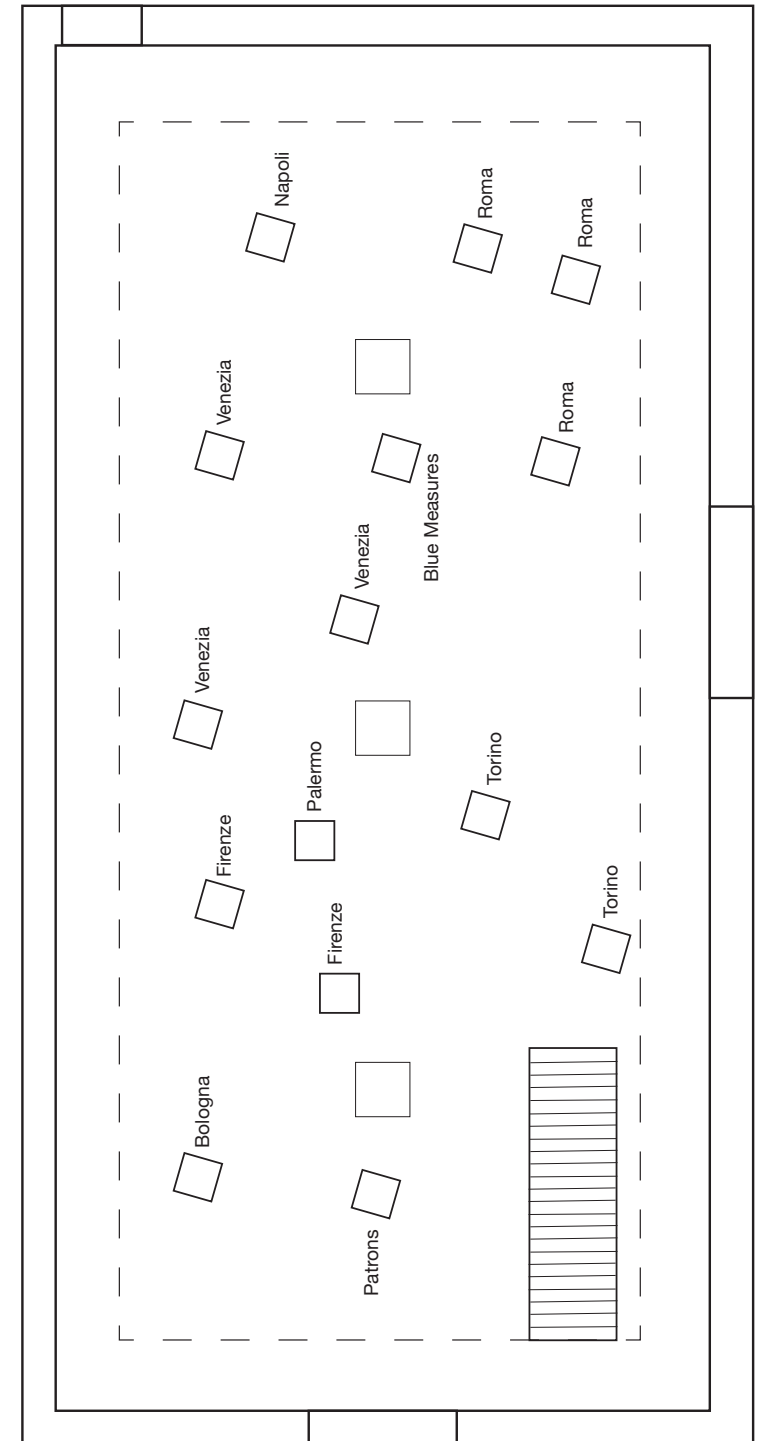 Napoli
Roma
Roma
Venezia
Roma
Blue Measures
Venezia
Venezia
Palermo
Torino
Firenze
Torino
Firenze
Bologna
Patrons